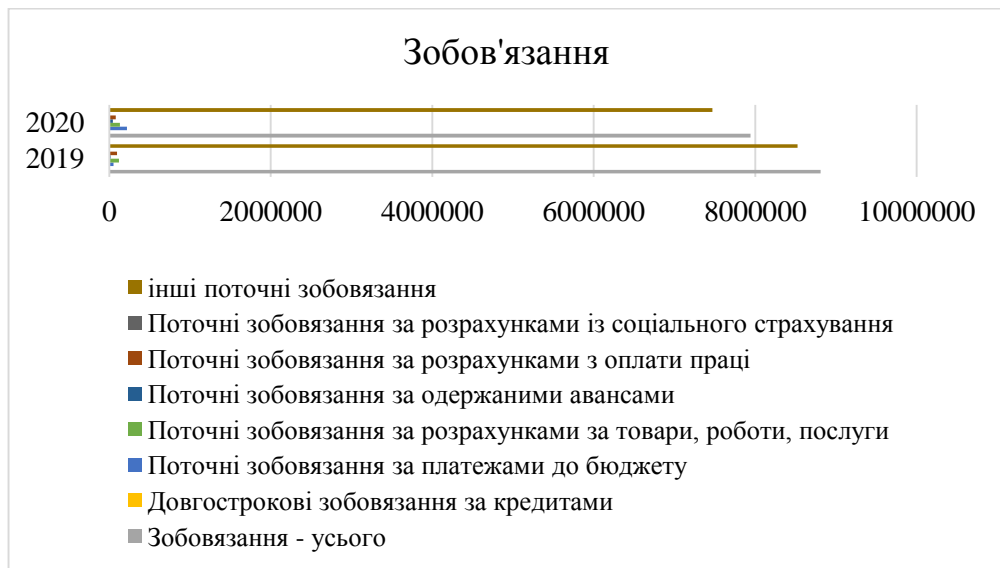 Зобов'язання
2020
2019
0 2000000 4000000 6000000 8000000 10000000
інші поточні зобовязання
Поточні зобовязання за розрахунками із соціального страхування
Поточні зобовязання за розрахунками з оплати праці
Поточні зобовязання за одержаними авансами
Поточні зобовязання за розрахунками за товари, роботи, послуги
Поточні зобовязання за платежами до бюджету
Довгострокові зобовязання за кредитами
Зобовязання - усього